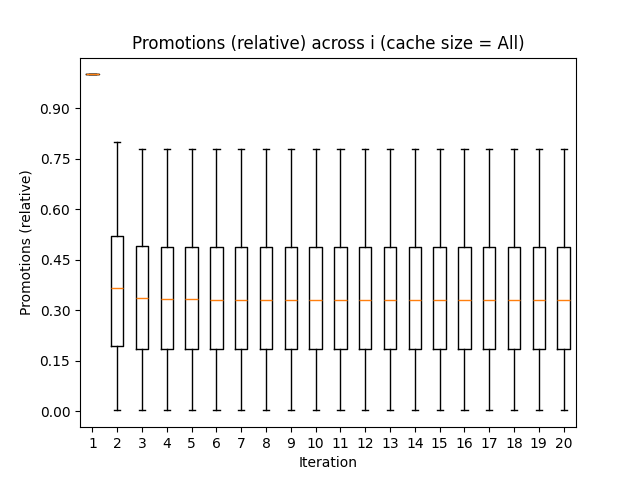 Promotions (relative) across i (cache size = All)
Promotions (relative)
0.90
0.75
0.60
0.45
0.30
0.15
0.00
1 2 3 4 5 6 7 8 9 10 11 12 13 14 15 16 17 18 19 20
Iteration